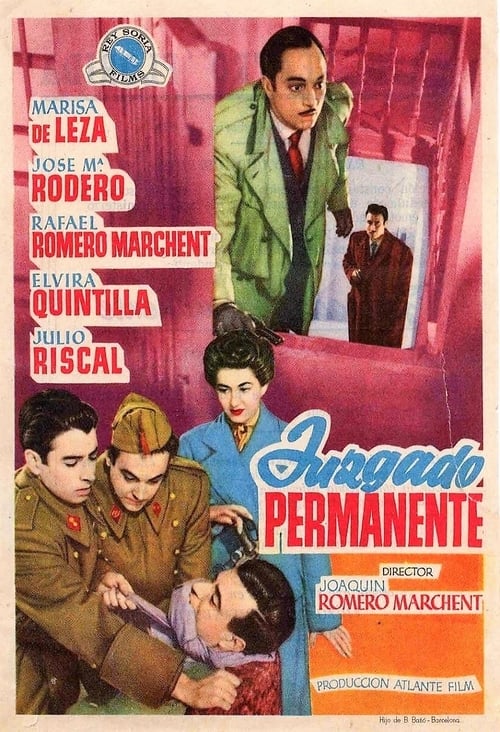 REY SORIA
FILMS
MARISA
DE LEZA
JOSE Mª
RODERO
RAFAEL
ROMERO MARCHENT
ELVIRA
QUINTILLA
JULIO
RISCAL
Juzgado
PERMANENTE
DIRECTOR
JOAQUIN
ROMERO MARCHENT
PRODUCCION ATLANTE FILM
Hijo de B. Bañó-Barcelona.